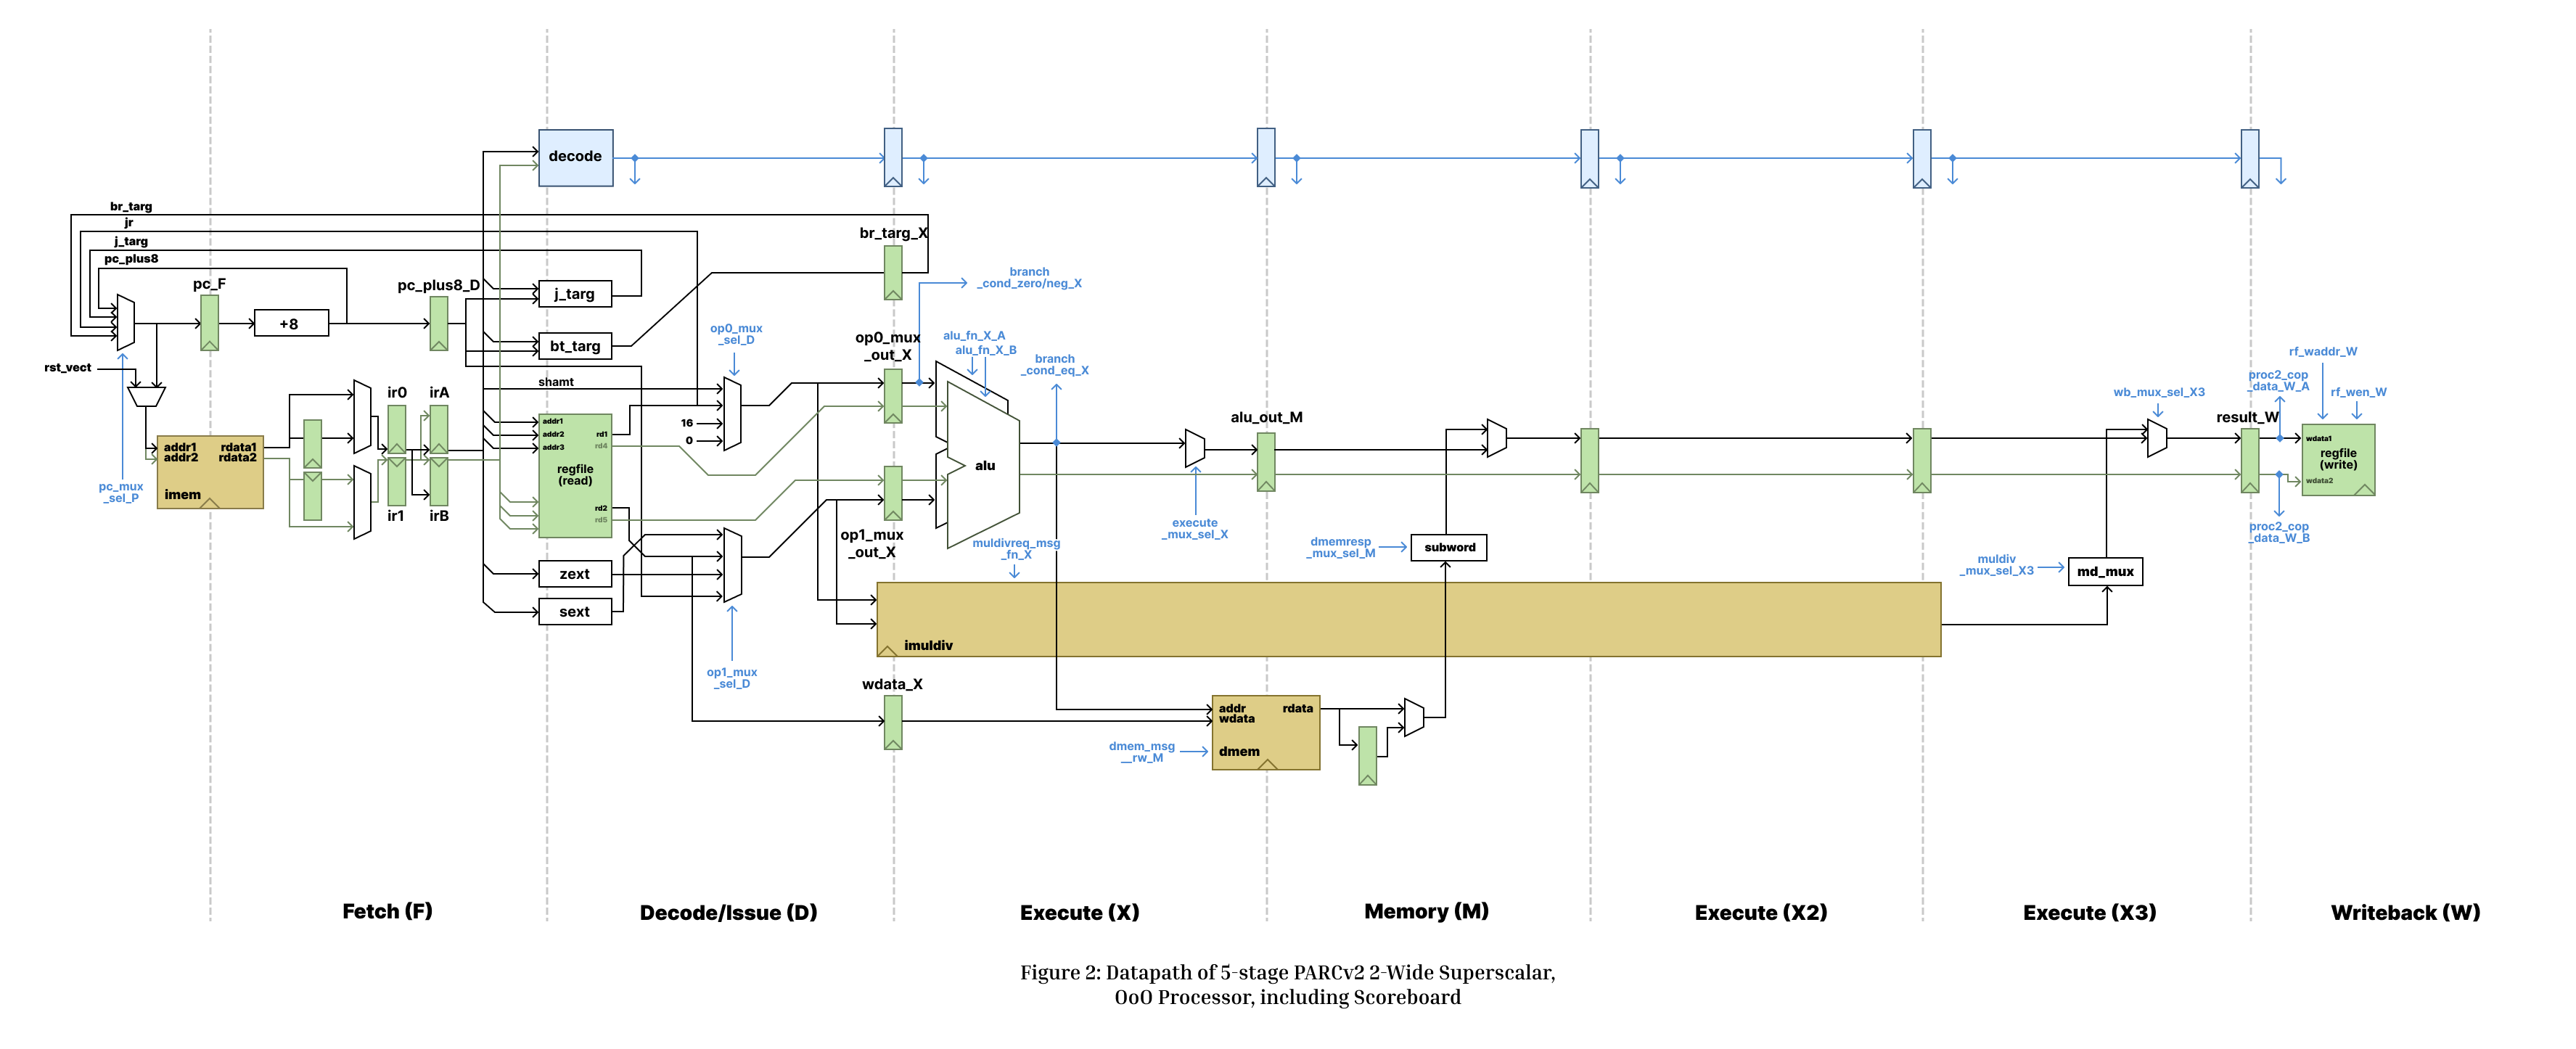 decode
br_targ
jr
j_targ
pc_plus8
br_targ_X
pc_F
pc_plus8_D
j_targ
+8
bt_targ
branch
_cond_zero/neg_X
op0_mux
_sel_D
op0_mux
_out_X
alu_fn_X_A
alu_fn_X_B
branch
_cond_eq_X
rf_waddr_W
proc2_cop
_data_W_A
rf_wen_W
wb_mux_sel_X3
rst_vect
shamt
ir0
irA
16
0
addr1
addr2
addr3
rd1
rd4
regfile
(read)
rd2
rd5
alu
alu_out_M
result_W
wdata1
regfile
(write)
wdata2
addr1
addr2
rdata1
rdata2
imem
pc_mux
_sel_P
ir1
irB
op1_mux
_out_X
execute
_mux_sel_X
muldivreq_msg
_fn_X
dmemresp
_mux_sel_M
subword
proc2_cop
_data_W_B
muldiv
_mux_sel_X3
md_mux
zext
sext
imuldiv
op1_mux
_sel_D
wdata_X
addr
wdata
rdata
dmem
dmem_msg
__rw_M
Fetch (F)
Decode/Issue (D)
Execute (X)
Memory (M)
Execute (X2)
Execute (X3)
Writeback (W)
Figure 2: Datapath of 5-stage PARCv2 2-Wide Superscalar,
OoO Processor, including Scoreboard